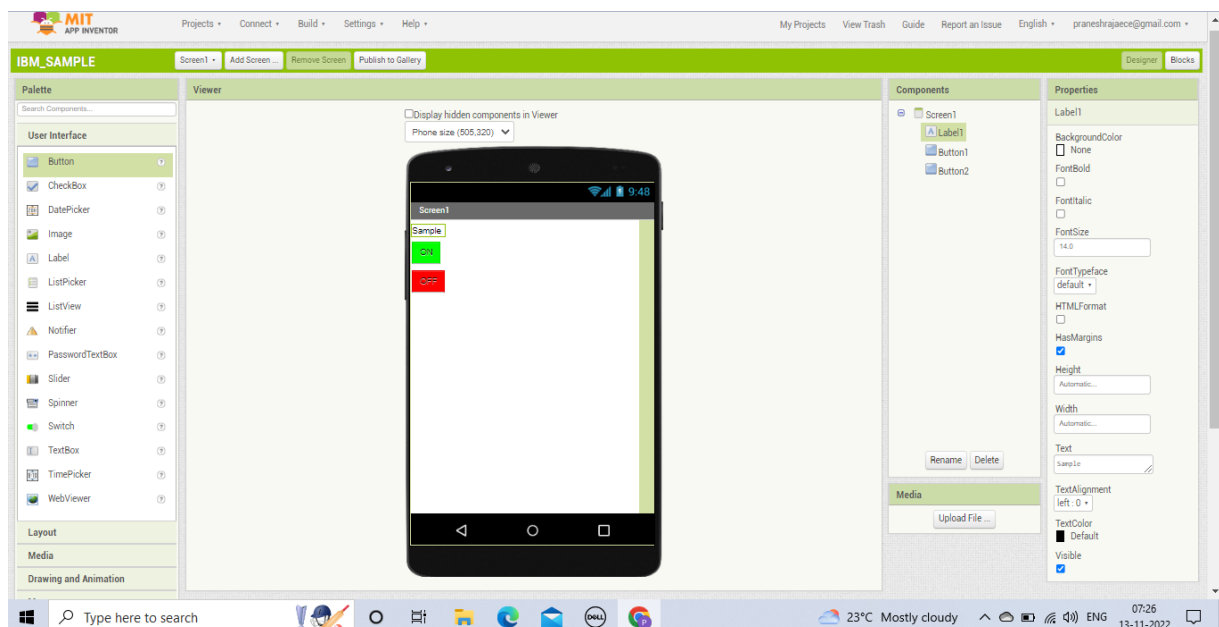 MIT
APP INVENTOR
Projects Connect Build Settings Help
My Projects View Trash Guide Report an Issue English praneshrajaece@gmail.com
IBM_SAMPLE
Screen1 Add Screen ... Remove Screen Publish to Gallery
Designer Blocks
Palette
Search Components...
User Interface
Button
CheckBox
DatePicker
Image
Label
ListPicker
ListView
Notifier
PasswordTextBox
Slider
Spinner
Switch
TextBox
TimePicker
WebViewer
Layout
Media
Drawing and Animation
Viewer
Display hidden components in Viewer
Phone size (505,320)
9:48
Screen1
Sample
ON
OFF
Components
Screen1
Label1
Button1
Button2
Rename Delete
Media
Upload File ...
Properties
Label1
BackgroundColor
None
FontBold
FontItalic
FontSize
14.0
FontTypeface
default
HTMLFormat
HasMargins
Height
Automatic...
Width
Automatic...
Text
Sample
TextAlignment
left : 0
TextColor
Default
Visible
Type here to search
DELL
23°C Mostly cloudy
ENG
07:26
13-11-2022